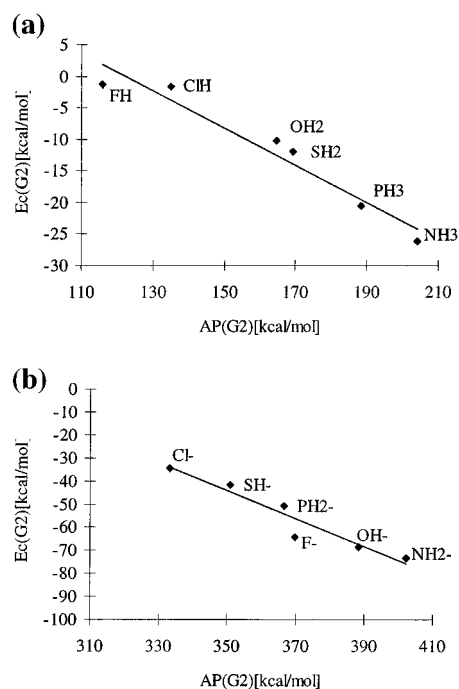 (a)
5
0
-5
-10
-15
-20
-25
-30
Ec(G2)[kcal/mol]
FH
ClH
OH2
SH2
PH3
NH3
110 130 150 170 190 210
AP(G2)[kcal/mol]
(b)
0
-10
-20
-30
-40
-50
-60
-70
-80
-90
-100
Ec(G2)[kcal/mol]
Cl-
SH-
PH2-
F-
OH-
NH2-
310 330 350 370 390 410
AP(G2)[kcal/mol]